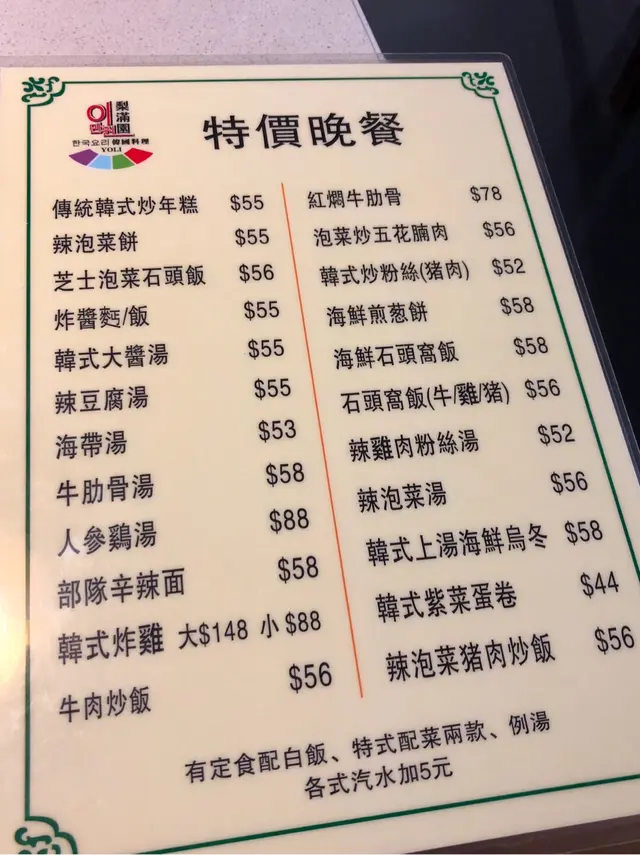 梨滿園
한국요리 韓國料理
YOLI
特價晚餐
傳統韓式炒年糕 $55
辣泡菜餅 $55
芝士泡菜石頭飯 $56
炸醬麵/飯 $55
韓式大醬湯 $55
辣豆腐湯 $55
海帶湯 $53
牛肋骨湯 $58
人參鷄湯 $88
部隊辛辣面 $58
韓式炸雞 大$148 小 $88
牛肉炒飯 $56
紅燜牛肋骨 $78
泡菜炒五花腩肉 $56
韓式炒粉絲(猪肉) $52
海鮮煎葱餅 $58
海鮮石頭窩飯 $58
石頭窩飯(牛/雞/猪) $56
辣雞肉粉絲湯 $52
辣泡菜湯 $56
韓式上湯海鮮烏冬 $58
韓式紫菜蛋卷 $44
辣泡菜猪肉炒飯 $56
有定食配白飯、特式配菜兩款、例湯
各式汽水加5元